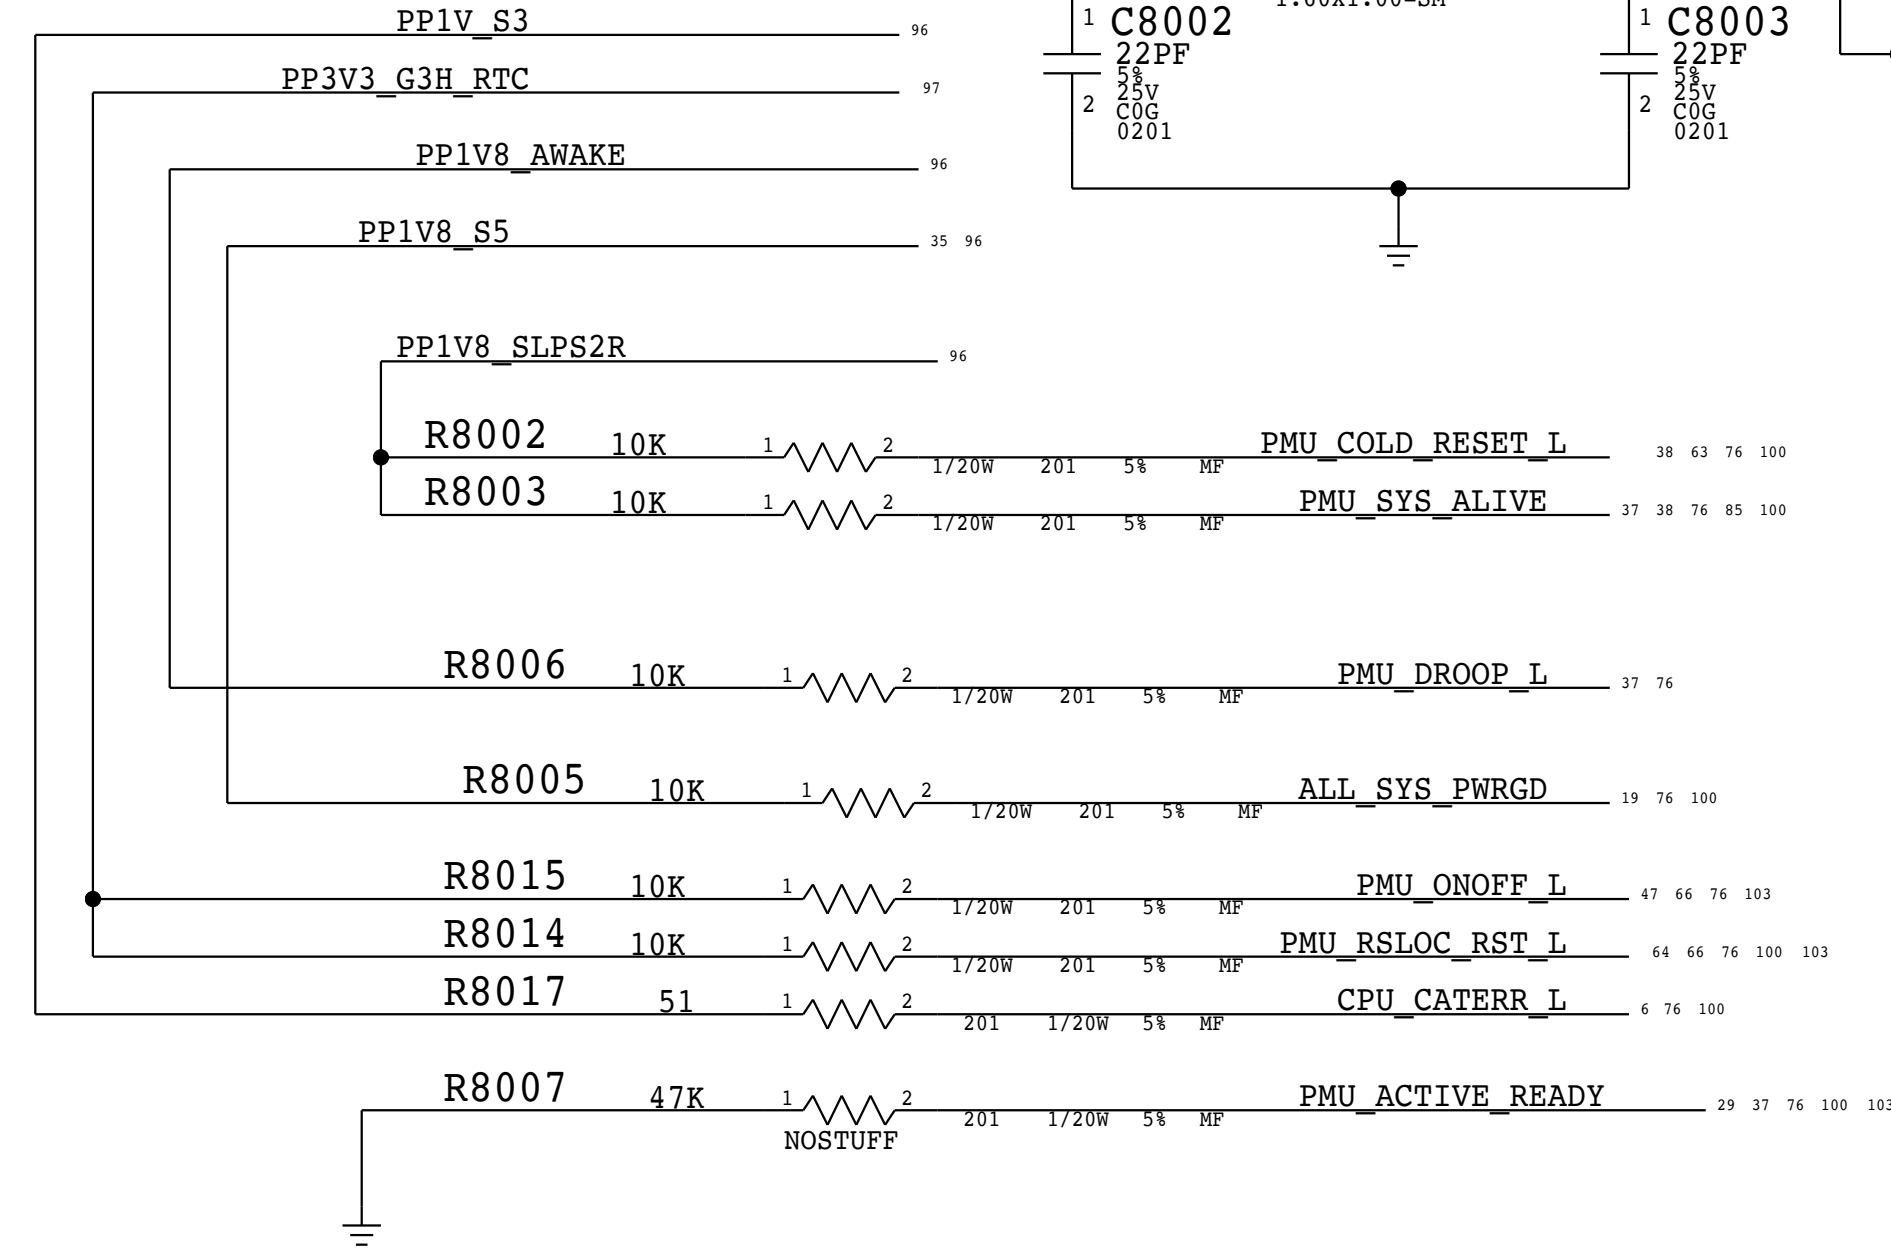 PP1V_S3 96
PP3V3_G3H_RTC 97
PP1V8_AWAKE 96
PP1V8_S5 35 96
1 C8002
22PF
5%
25V
2 C0G
0201
1 C8003
22PF
5%
25V
2 C0G
0201
PP1V8_SLPS2R 96
R8002 10K 1 2 1/20W 201 5% MF PMU_COLD_RESET_L 38 63 76 100
R8003 10K 1 2 1/20W 201 5% MF PMU_SYS_ALIVE 37 38 76 85 100
R8006 10K 1 2 1/20W 201 5% MF PMU_DROOP_L 37 76
R8005 10K 1 2 1/20W 201 5% MF ALL_SYS_PWRGD 19 76 100
R8015 10K 1 2 1/20W 201 5% MF PMU_ONOFF_L 47 66 76 103
R8014 10K 1 2 1/20W 201 5% MF PMU_RSLOC_RST_L 64 66 76 100 103
R8017 51 1 2 201 1/20W 5% MF CPU_CATERR_L 6 76 100
R8007 47K 1 2 201 1/20W 5% MF PMU_ACTIVE_READY 29 37 76 100 103
NOSTUFF